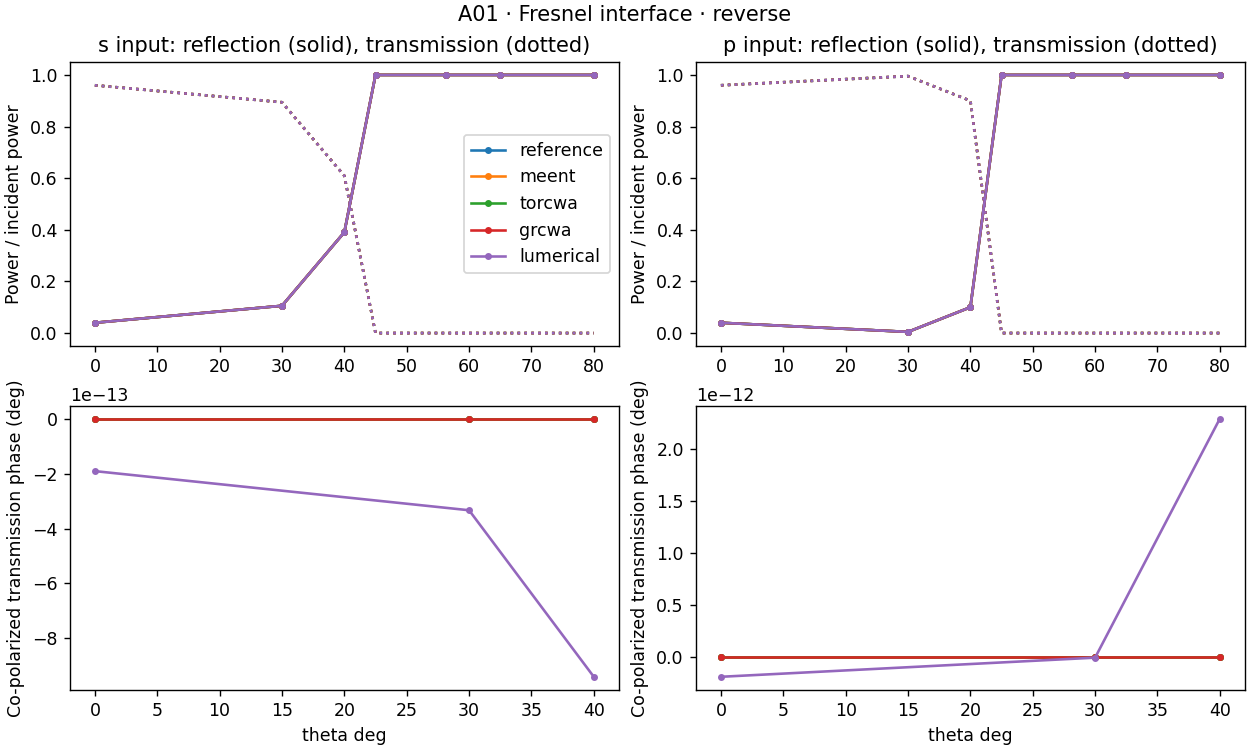 A01 · Fresnel interface · reverse
s input: reflection (solid), transmission (dotted)
p input: reflection (solid), transmission (dotted)
Power / incident power
1.0
0.8
0.6
0.4
0.2
0.0
reference
meent
torcwa
grcwa
lumerical
0 10 20 30 40 50 60 70 80
Power / incident power
1.0
0.8
0.6
0.4
0.2
0.0
0 10 20 30 40 50 60 70 80
1e−13
Co-polarized transmission phase (deg)
0
−2
−4
−6
−8
0 5 10 15 20 25 30 35 40
theta deg
1e−12
Co-polarized transmission phase (deg)
2.0
1.5
1.0
0.5
0.0
0 5 10 15 20 25 30 35 40
theta deg